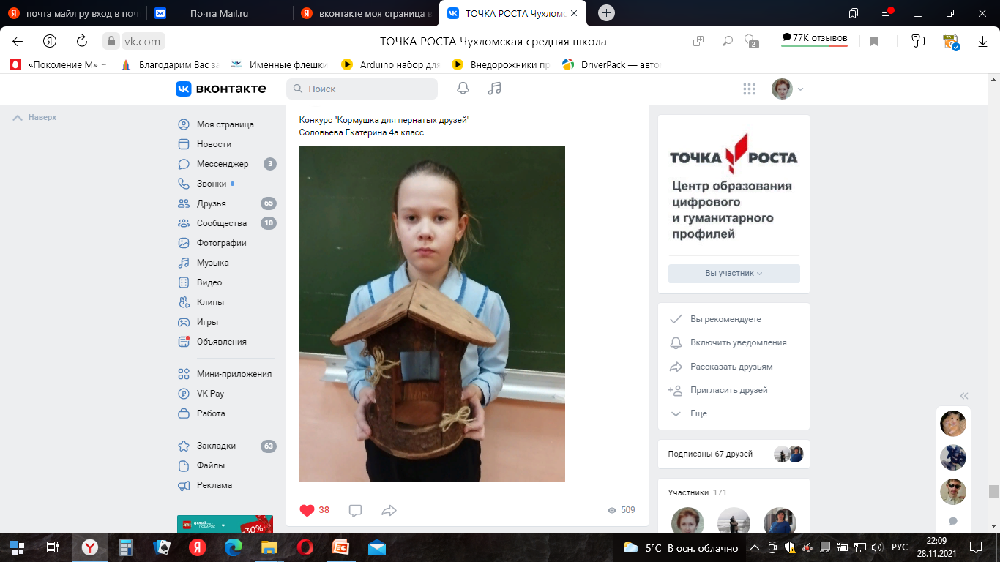 почта майл ру вход в поч
Почта Mail.ru
вконтакте моя страница в
ТОЧКА РОСТА Чухломс
vk.com
ТОЧКА РОСТА Чухломская средняя школа
2
77К отзывов
«Поколение М» –
Благодарим Вас за
Именные флешки
Arduino набор для
Внедорожники пр
DriverPack — авто
вконтакте
Поиск
Наверх
Моя страница
Новости
Мессенджер 3
Звонки
Друзья 65
Сообщества 10
Фотографии
Музыка
Видео
Клипы
Игры
Объявления
Мини-приложения
VK Pay
Работа
Закладки 63
Файлы
Реклама
-30%
Конкурс "Кормушка для пернатых друзей"
Соловьева Екатерина 4а класс
38
509
ТОЧКА РОСТА
Центр образования
цифрового
и гуманитарного
профилей
Вы участник
Вы рекомендуете
Включить уведомления
Рассказать друзьям
Пригласить друзей
Ещё
Подписаны 67 друзей
Участники 171
5°C В осн. облачно
РУС
22:09
28.11.2021